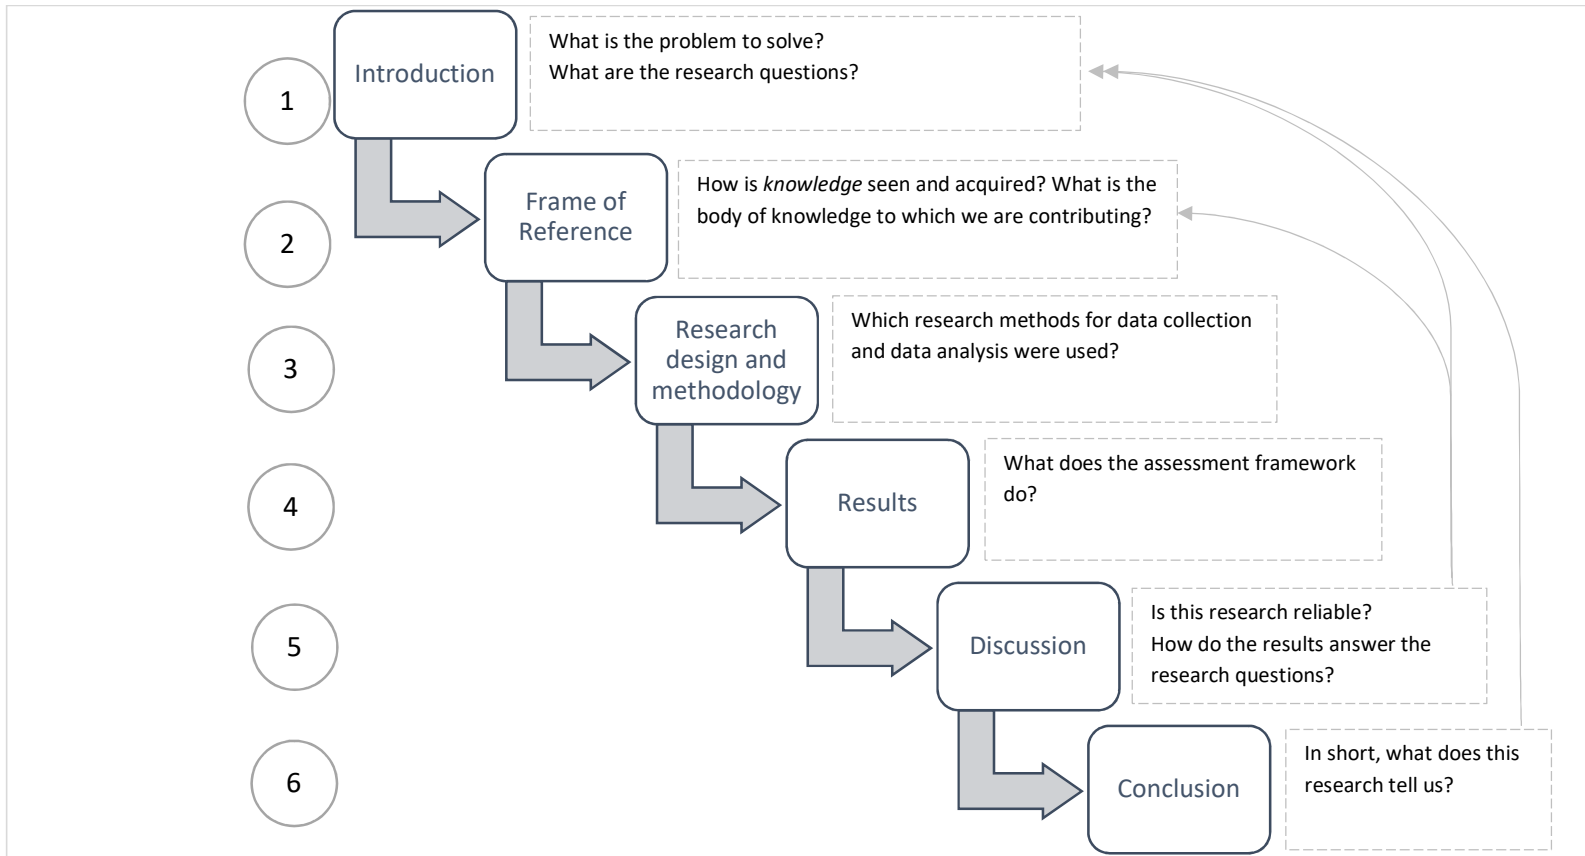 1
Introduction
What is the problem to solve?
What are the research questions?
2
Frame of
Reference
How is knowledge seen and acquired? What is the
body of knowledge to which we are contributing?
3
Research
design and
methodology
Which research methods for data collection
and data analysis were used?
4
Results
What does the assessment framework
do?
5
Discussion
Is this research reliable?
How do the results answer the
research questions?
6
Conclusion
In short, what does this
research tell us?